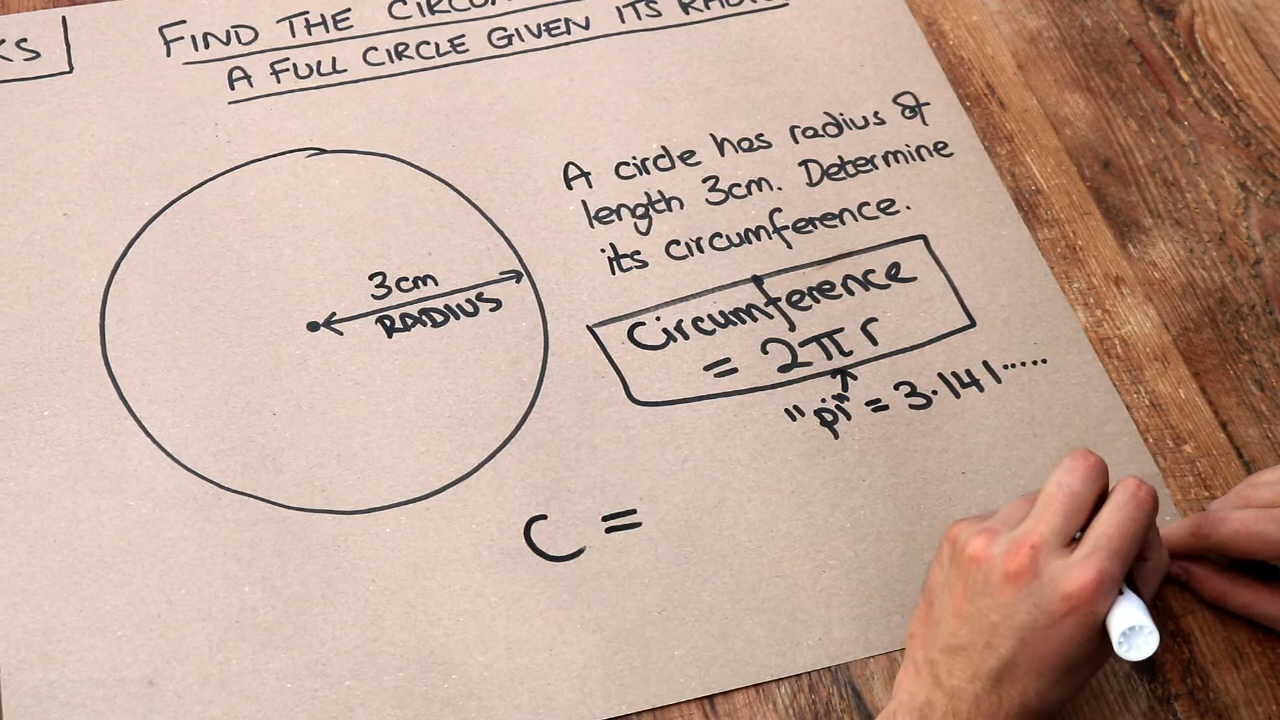 KS
FIND THE
A FULL CIRCLE GIVEN ITS
A circle has radius of
length 3cm. Determine
its circumference.
3cm
RADIUS
Circumference
= 2πr
"pi" = 3.141.....
C =